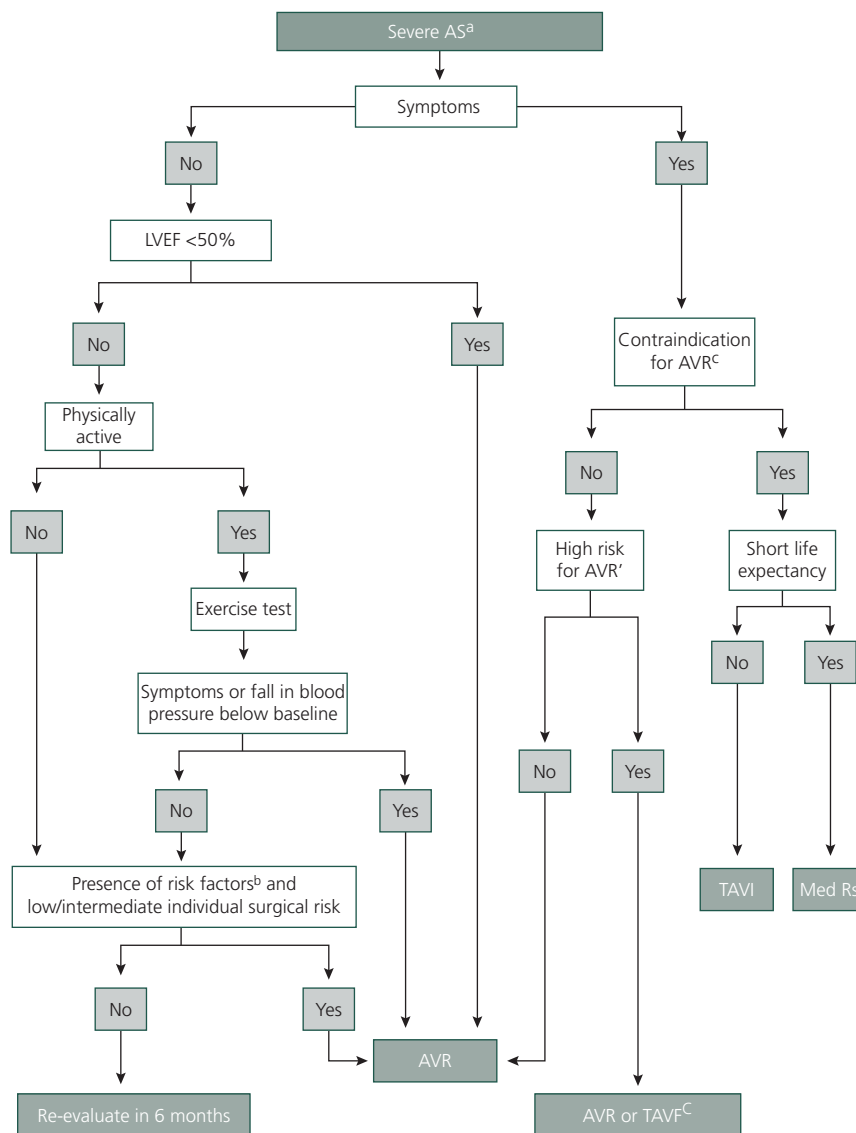 Severe ASᵃ
Symptoms
No
Yes
LVEF <50%
No
Yes
Contraindication
for AVRᶜ
Physically
active
No
Yes
No
Yes
High risk
for AVR'
Short life
expectancy
Exercise test
No
Yes
Symptoms or fall in blood
pressure below baseline
No
Yes
No
Yes
Presence of risk factorsᵇ and
low/intermediate individual surgical risk
TAVI
Med Rs
No
Yes
AVR
Re-evaluate in 6 months
AVR or TAVFᶜ